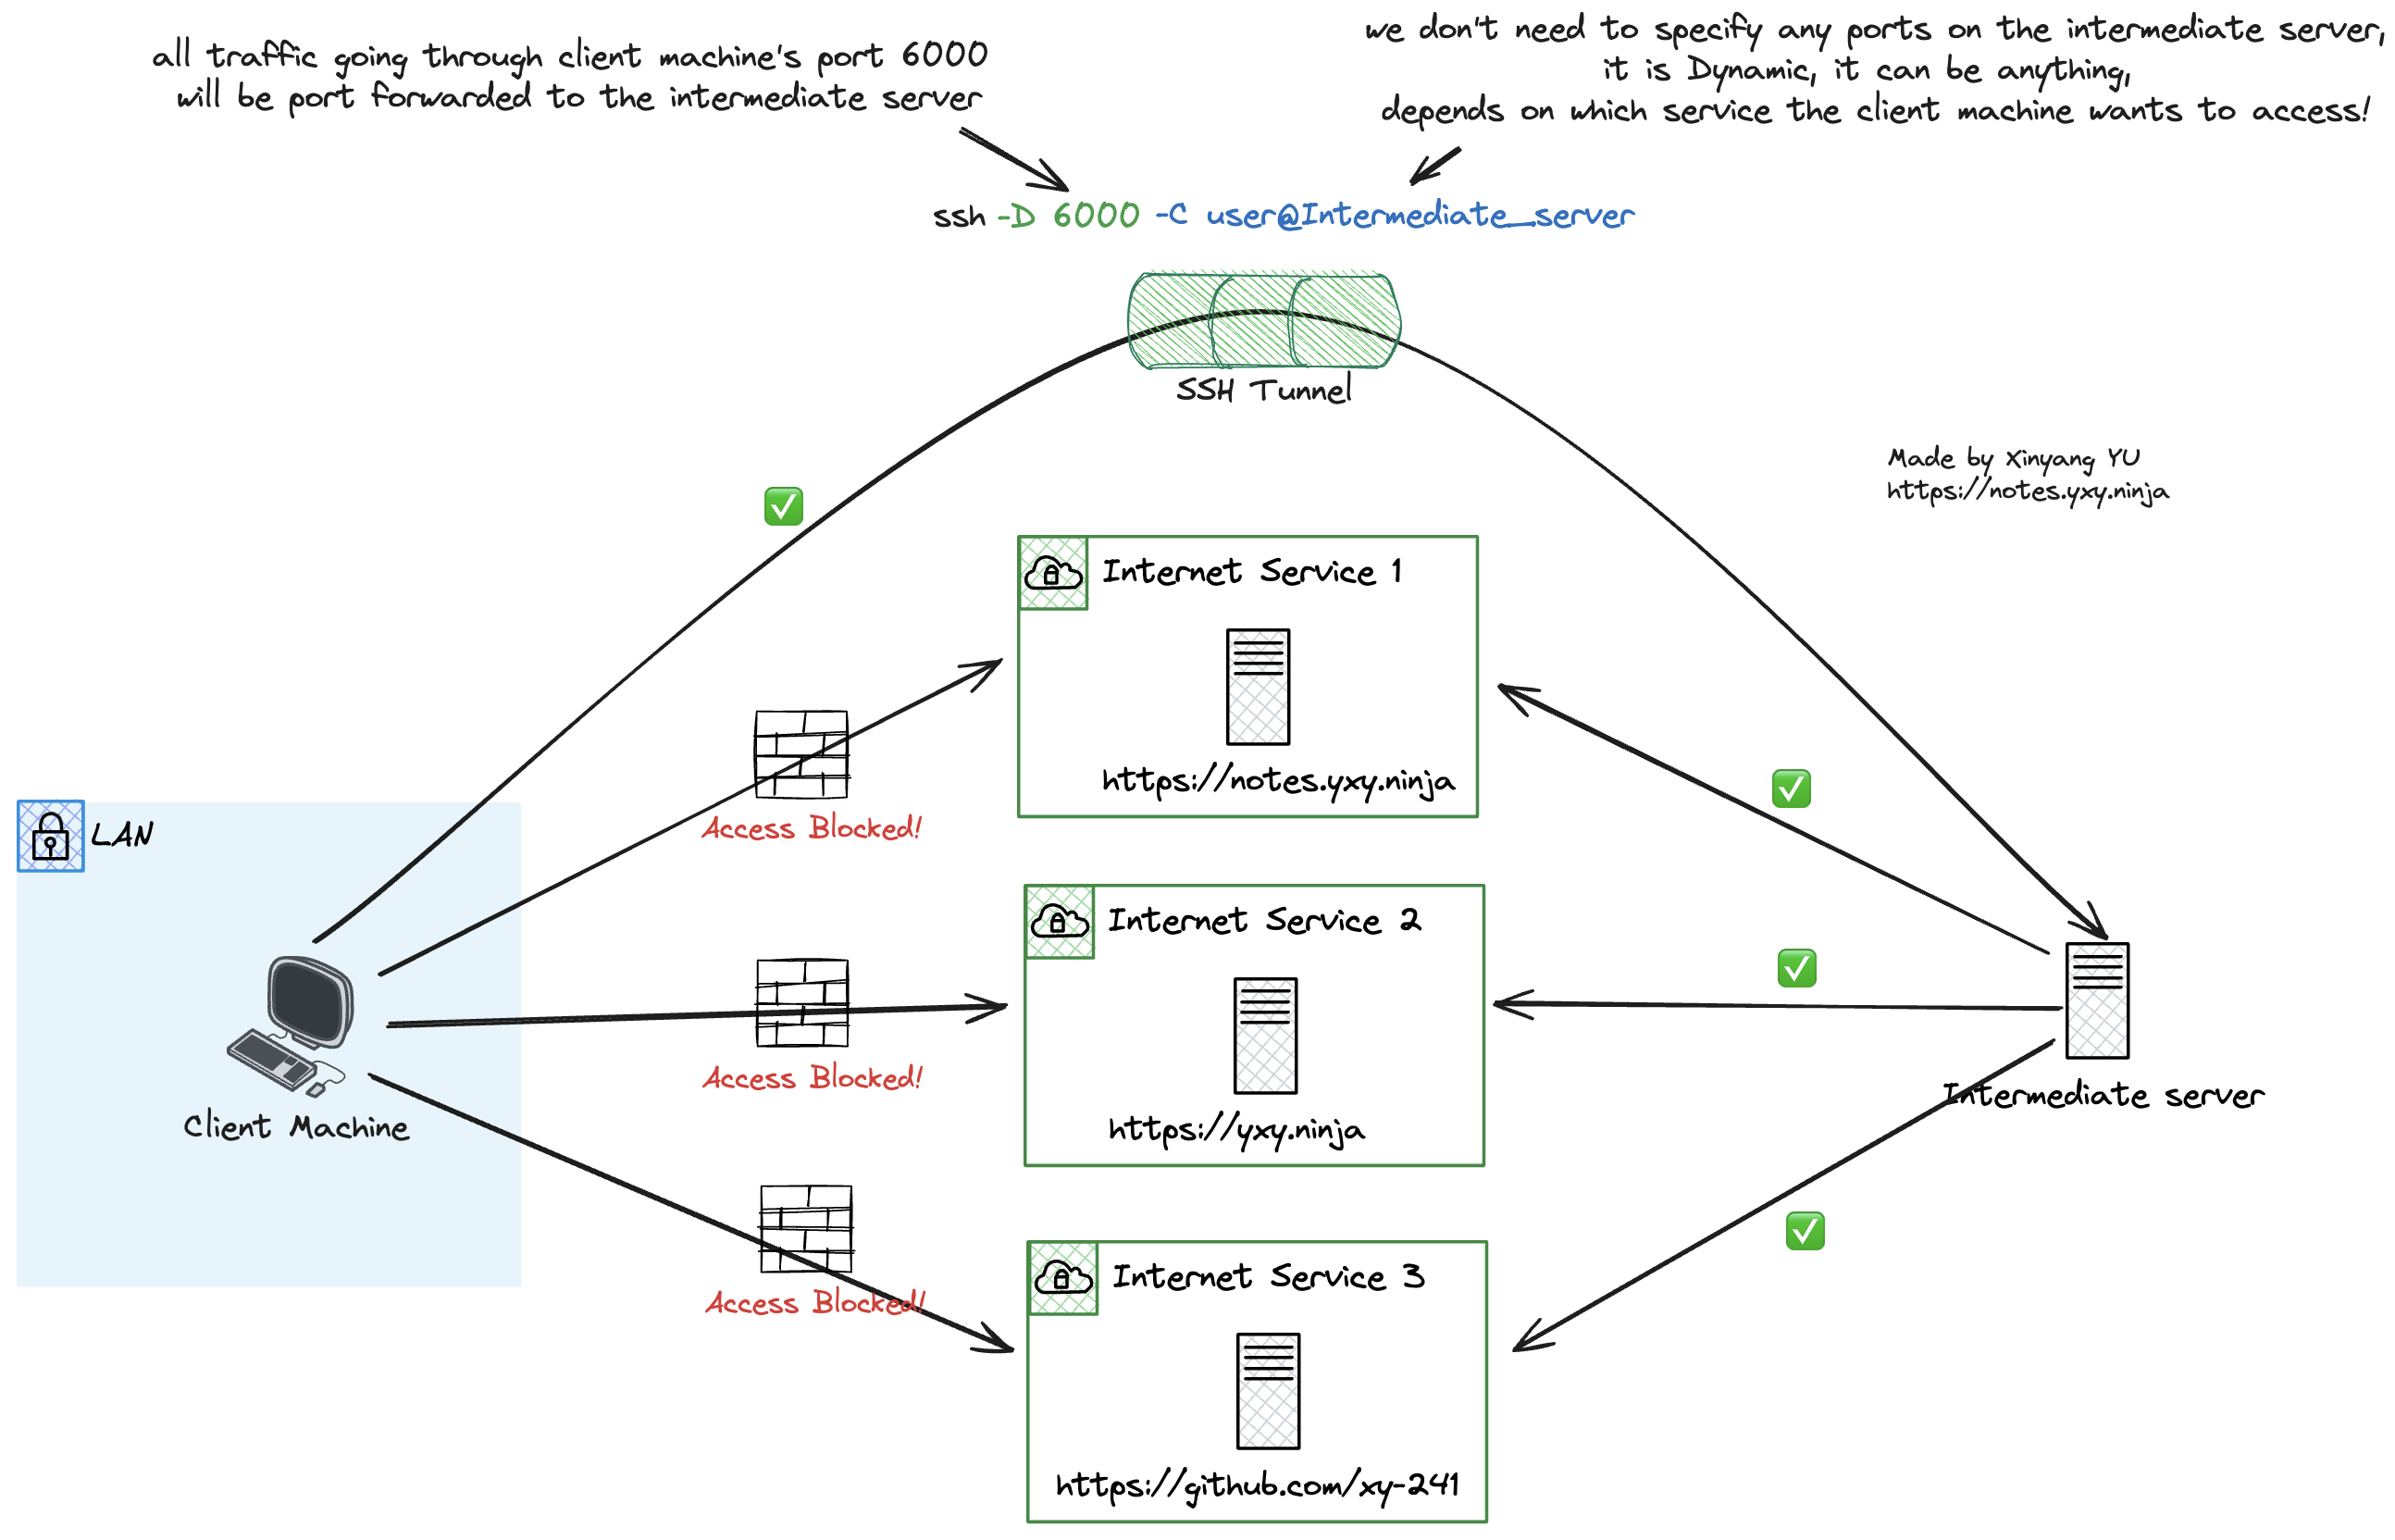 all traffic going through client machine's port 6000
will be port forwarded to the intermediate server
we don't need to specify any ports on the intermediate server,
it is Dynamic, it can be anything,
depends on which service the client machine wants to access!
ssh -D 6000 -C user@Intermediate_server
SSH Tunnel
Made by Xinyang YU
https://notes.yxy.ninja
Internet Service 1
https://notes.yxy.ninja
Access Blocked!
LAN
Internet Service 2
Access Blocked!
https://yxy.ninja
Client Machine
Intermediate server
Access Blocked!
Internet Service 3
https://github.com/xy-241